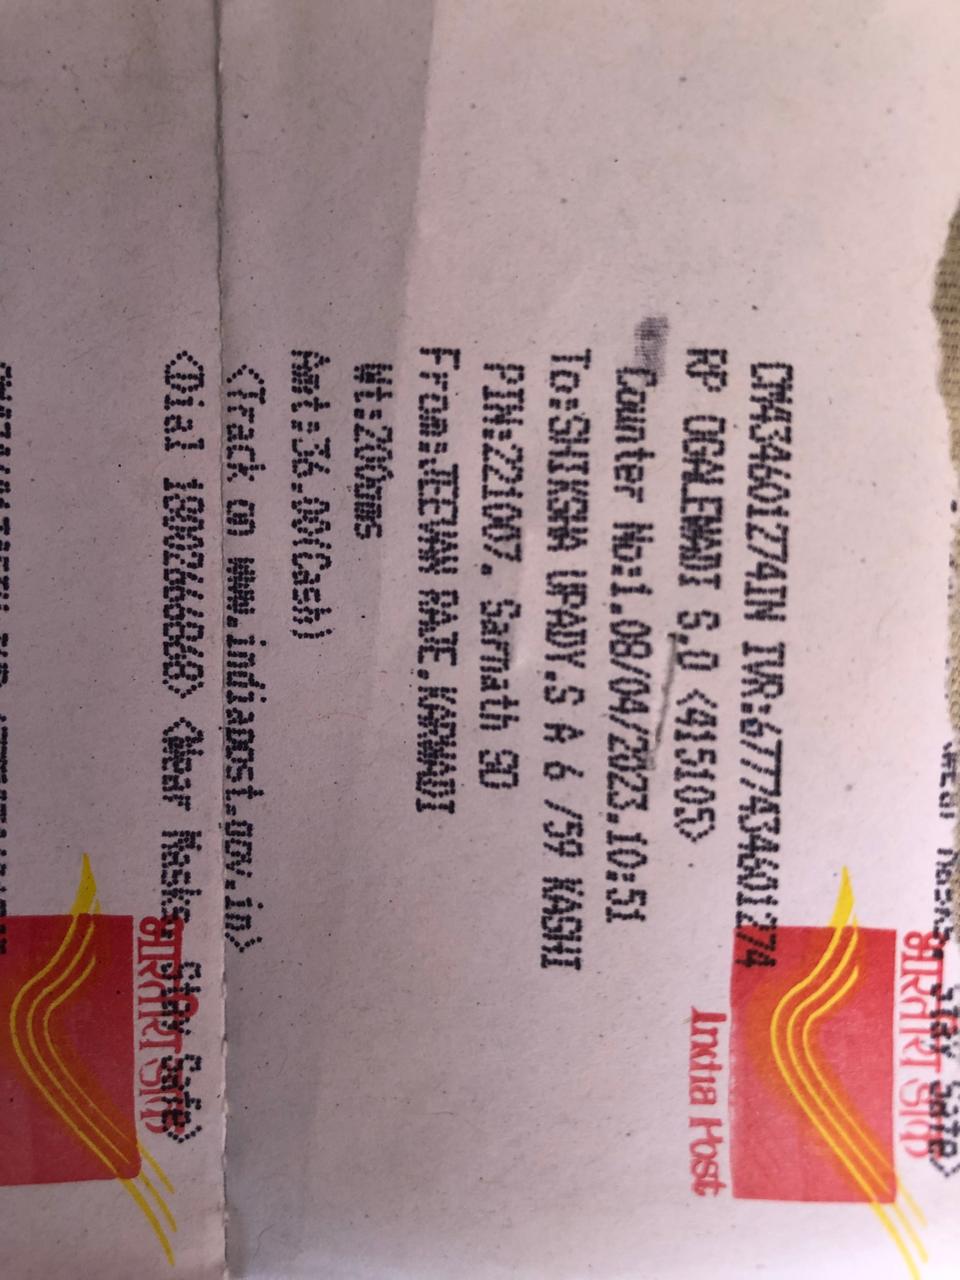 भारतीय डाक
India Post
CM434601274IN IVR:6777434601274
RP OGALEWADI S.O <415105>
Counter No:1,08/04/2023,10:51
To:SHIKSHA UPADY,S A 6 /59 KASHI
PIN:221007, Sarnath SO
From:JEEVAN RAJE,KARWADI
Wt:20Gms
Amt:36.00(Cash)
<Track on www.indiapost.gov.in>
<Dial 18002666868> <Wear Masks, Stay Safe>
भारतीय डाक